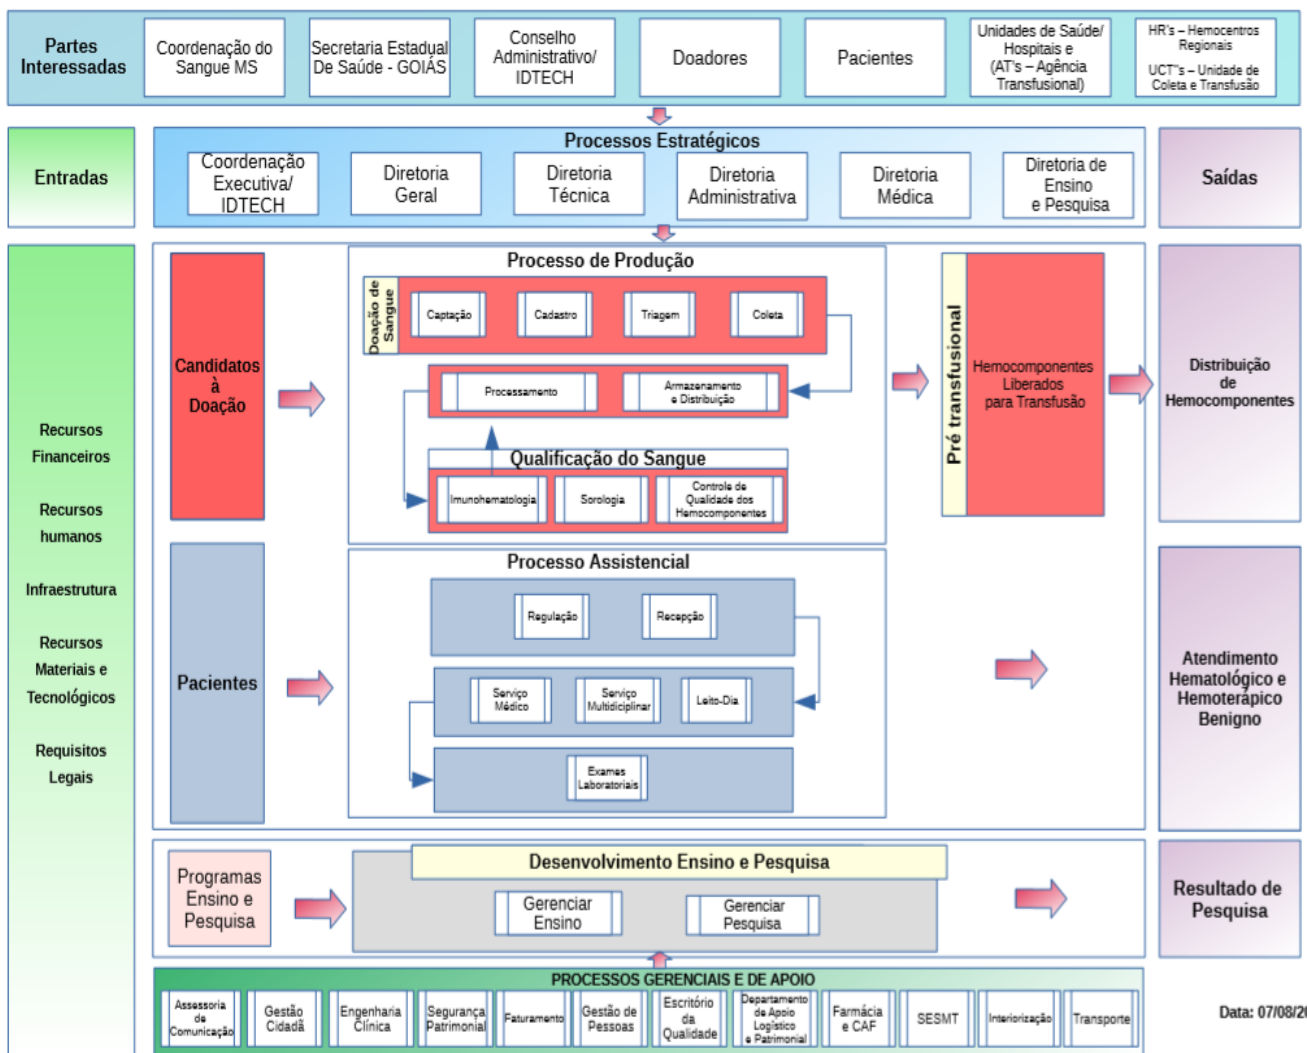 Partes
Interessadas
Coordenação do
Sangue MS
Secretaria Estadual
De Saúde - GOIÁS
Conselho
Administrativo/
IDTECH
Doadores
Pacientes
Unidades de Saúde/
Hospitais e
(AT's – Agência
Transfusional)
HR's – Hemocentros
Regionais
UCT"s – Unidade de
Coleta e Transfusão
Entradas
Processos Estratégicos
Coordenação
Executiva/
IDTECH
Diretoria
Geral
Diretoria
Técnica
Diretoria
Administrativa
Diretoria
Médica
Diretoria de
Ensino
e Pesquisa
Saídas
Recursos
Financeiros
Recursos
humanos
Infraestrutura
Recursos
Materiais e
Tecnológicos
Requisitos
Legais
Candidatos
à
Doação
Processo de Produção
Doação de
Sangue
Captação
Cadastro
Triagem
Coleta
Processamento
Armazenamento
e Distribuição
Qualificação do Sangue
Imunohematologia
Sorologia
Controle de
Qualidade dos
Hemocomponentes
Pré transfusional
Hemocomponentes
Liberados
para Transfusão
Distribuição
de
Hemocomponentes
Pacientes
Processo Assistencial
Regulação
Recepção
Serviço
Médico
Serviço
Multidiciplinar
Leito-Dia
Exames
Laboratoriais
Atendimento
Hematológico e
Hemoterápico
Benigno
Programas
Ensino e
Pesquisa
Desenvolvimento Ensino e Pesquisa
Gerenciar
Ensino
Gerenciar
Pesquisa
Resultado de
Pesquisa
PROCESSOS GERENCIAIS E DE APOIO
Assessoria
de
Comunicação
Gestão
Cidadã
Engenharia
Clínica
Segurança
Patrimonial
Faturamento
Gestão de
Pessoas
Escritório
da
Qualidade
Departamento
de Apoio
Logístico
e Patrimonial
Farmácia
e CAF
SESMT
Interiorização
Transporte
Data: 07/08/20